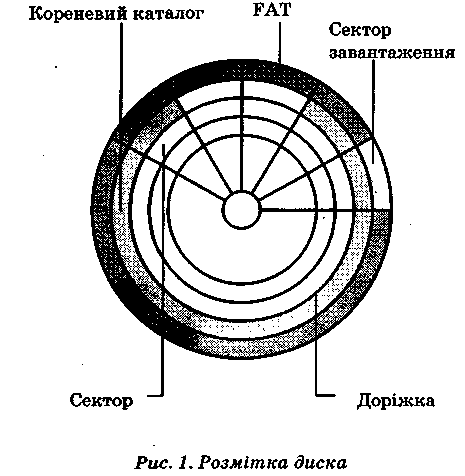 Кореневий каталог
FAT
Сектор
завантаження
Сектор
Доріжка
Рис. 1. Розмітка диска